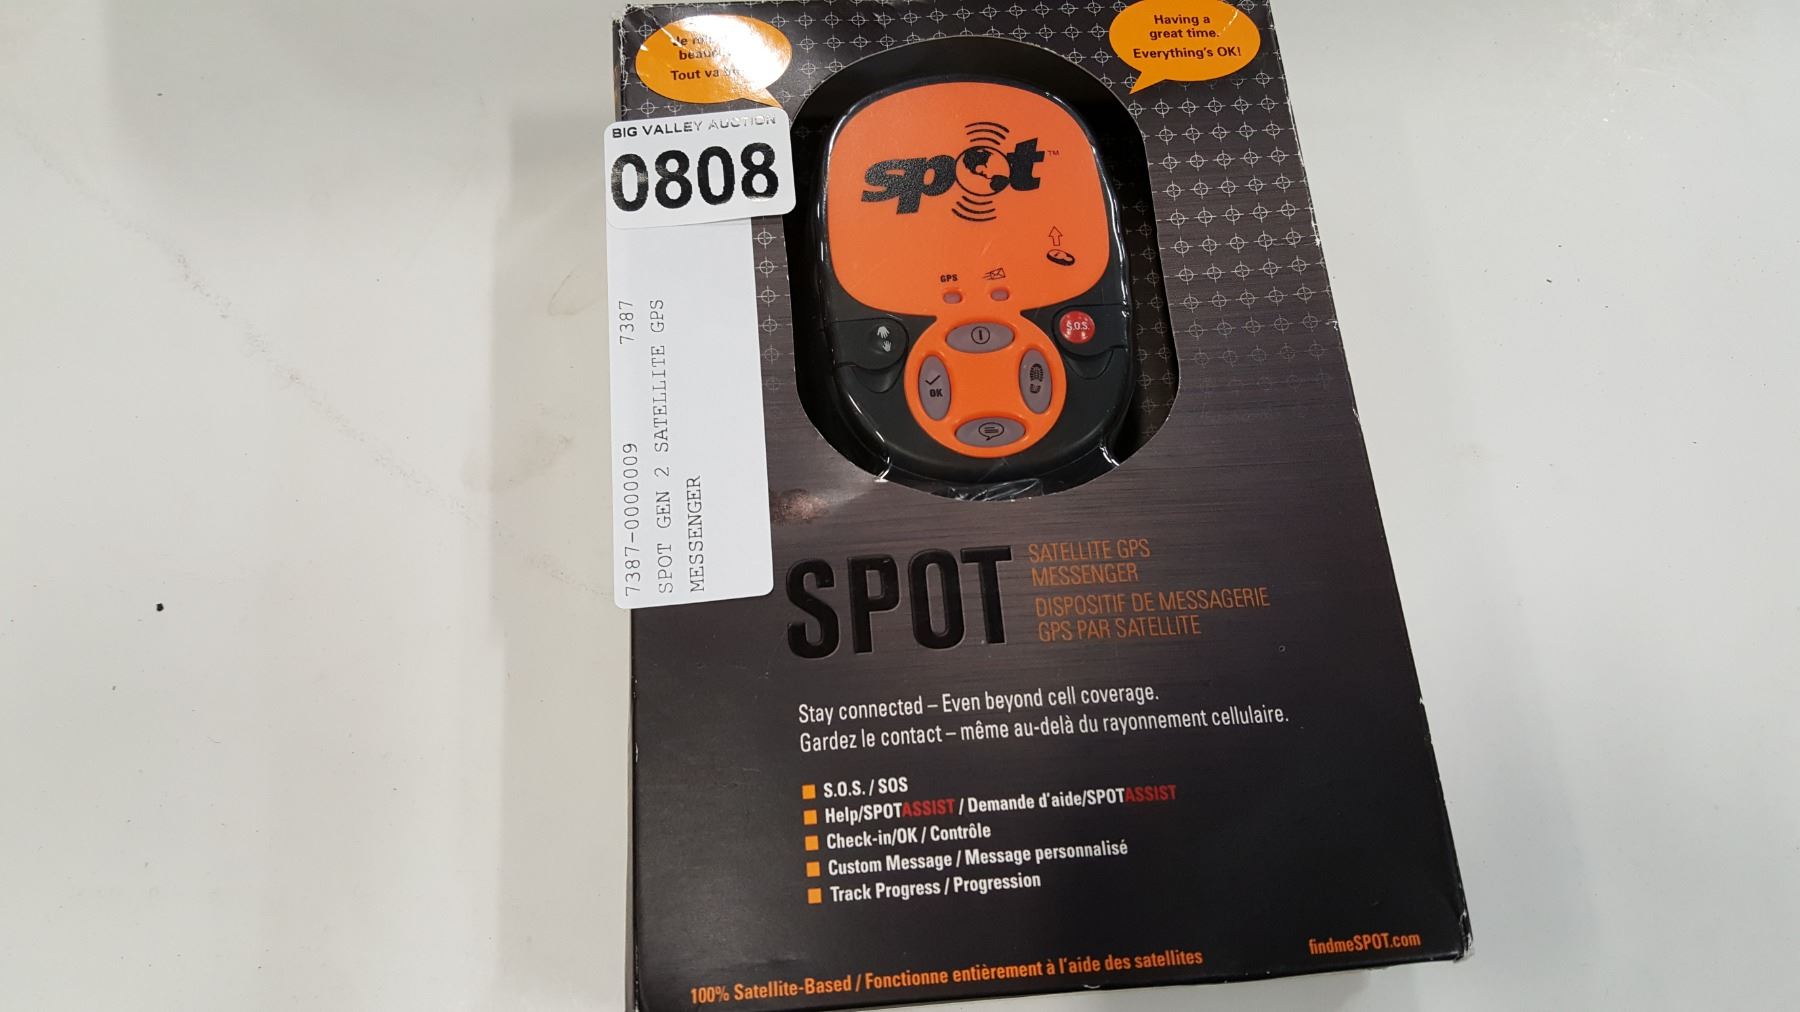 Tout va
Having a
great time.
Everything's OK!
BIG VALLEY AUCTION
0808
7387-0000009 7387
SPOT GEN 2 SATELLITE GPS
MESSENGER
spot™
GPS
S.O.S.
OK
SPOT
SATELLITE GPS
MESSENGER
DISPOSITIF DE MESSAGERIE
GPS PAR SATELLITE
Stay connected – Even beyond cell coverage.
Gardez le contact – même au-delà du rayonnement cellulaire.
S.O.S. / SOS
Help/SPOTASSIST / Demande d'aide/SPOTASSIST
Check-in/OK / Contrôle
Custom Message / Message personnalisé
Track Progress / Progression
100% Satellite-Based / Fonctionne entièrement à l'aide des satellites
findmeSPOT.com